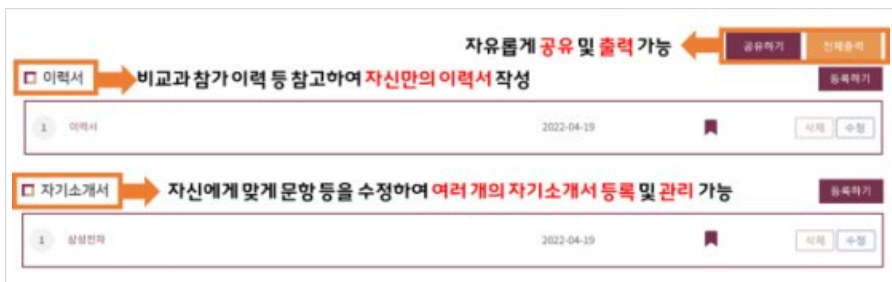 자유롭게 공유 및 출력 가능 공유하기 전체출력
이력서 비교과 참가 이력 등 참고하여 자신만의 이력서 작성 등록하기
1 이력서 2022-04-19 삭제 수정
자기소개서 자신에게 맞게 문항 등을 수정하여 여러 개의 자기소개서 등록 및 관리 가능 등록하기
1 삼성전자 2022-04-19 삭제 수정